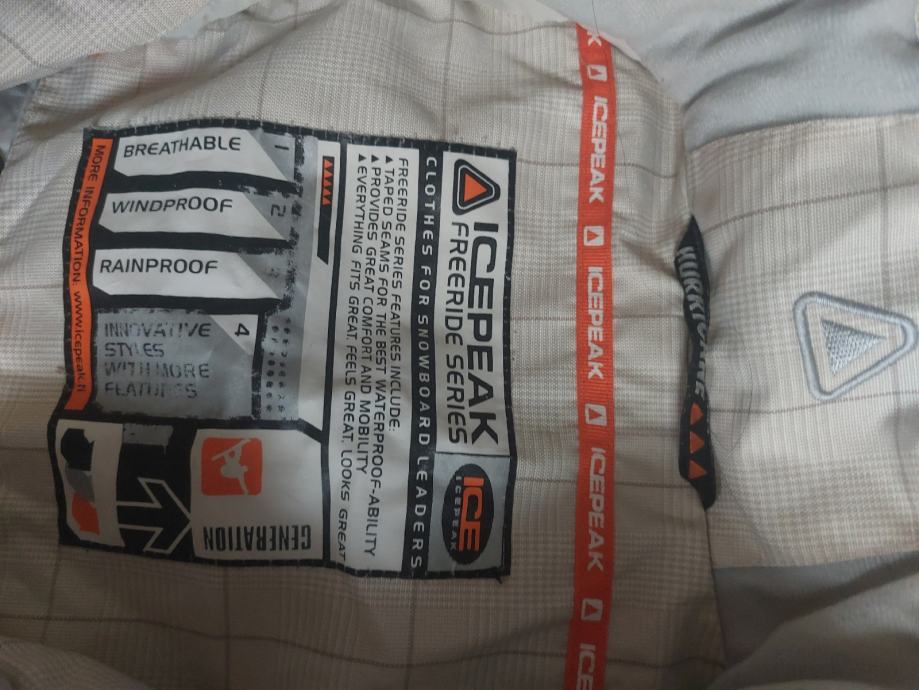 ICEPEAK
FREERIDE SERIES
ICE
ICEPEAK
CLOTHES FOR SNOWBOARD LEADERS
FREERIDE SERIES FEATURES INCLUDE:
▲TAPED SEAMS FOR THE BEST WATERPROOF-ABILITY
▲PROVIDES GREAT COMFORT AND MOBILITY
▲EVERYTHING FITS GREAT, FEELS GREAT, LOOKS GREAT
BREATHABLE 1
WINDPROOF 2
RAINPROOF
INNOVATIVE 4
STYLES
WITH MORE
FEATURES
MORE INFORMATION: www.icepeak.fi
GENERATION
K ICEPEAK ICEPEAK ICEPEAK ICE